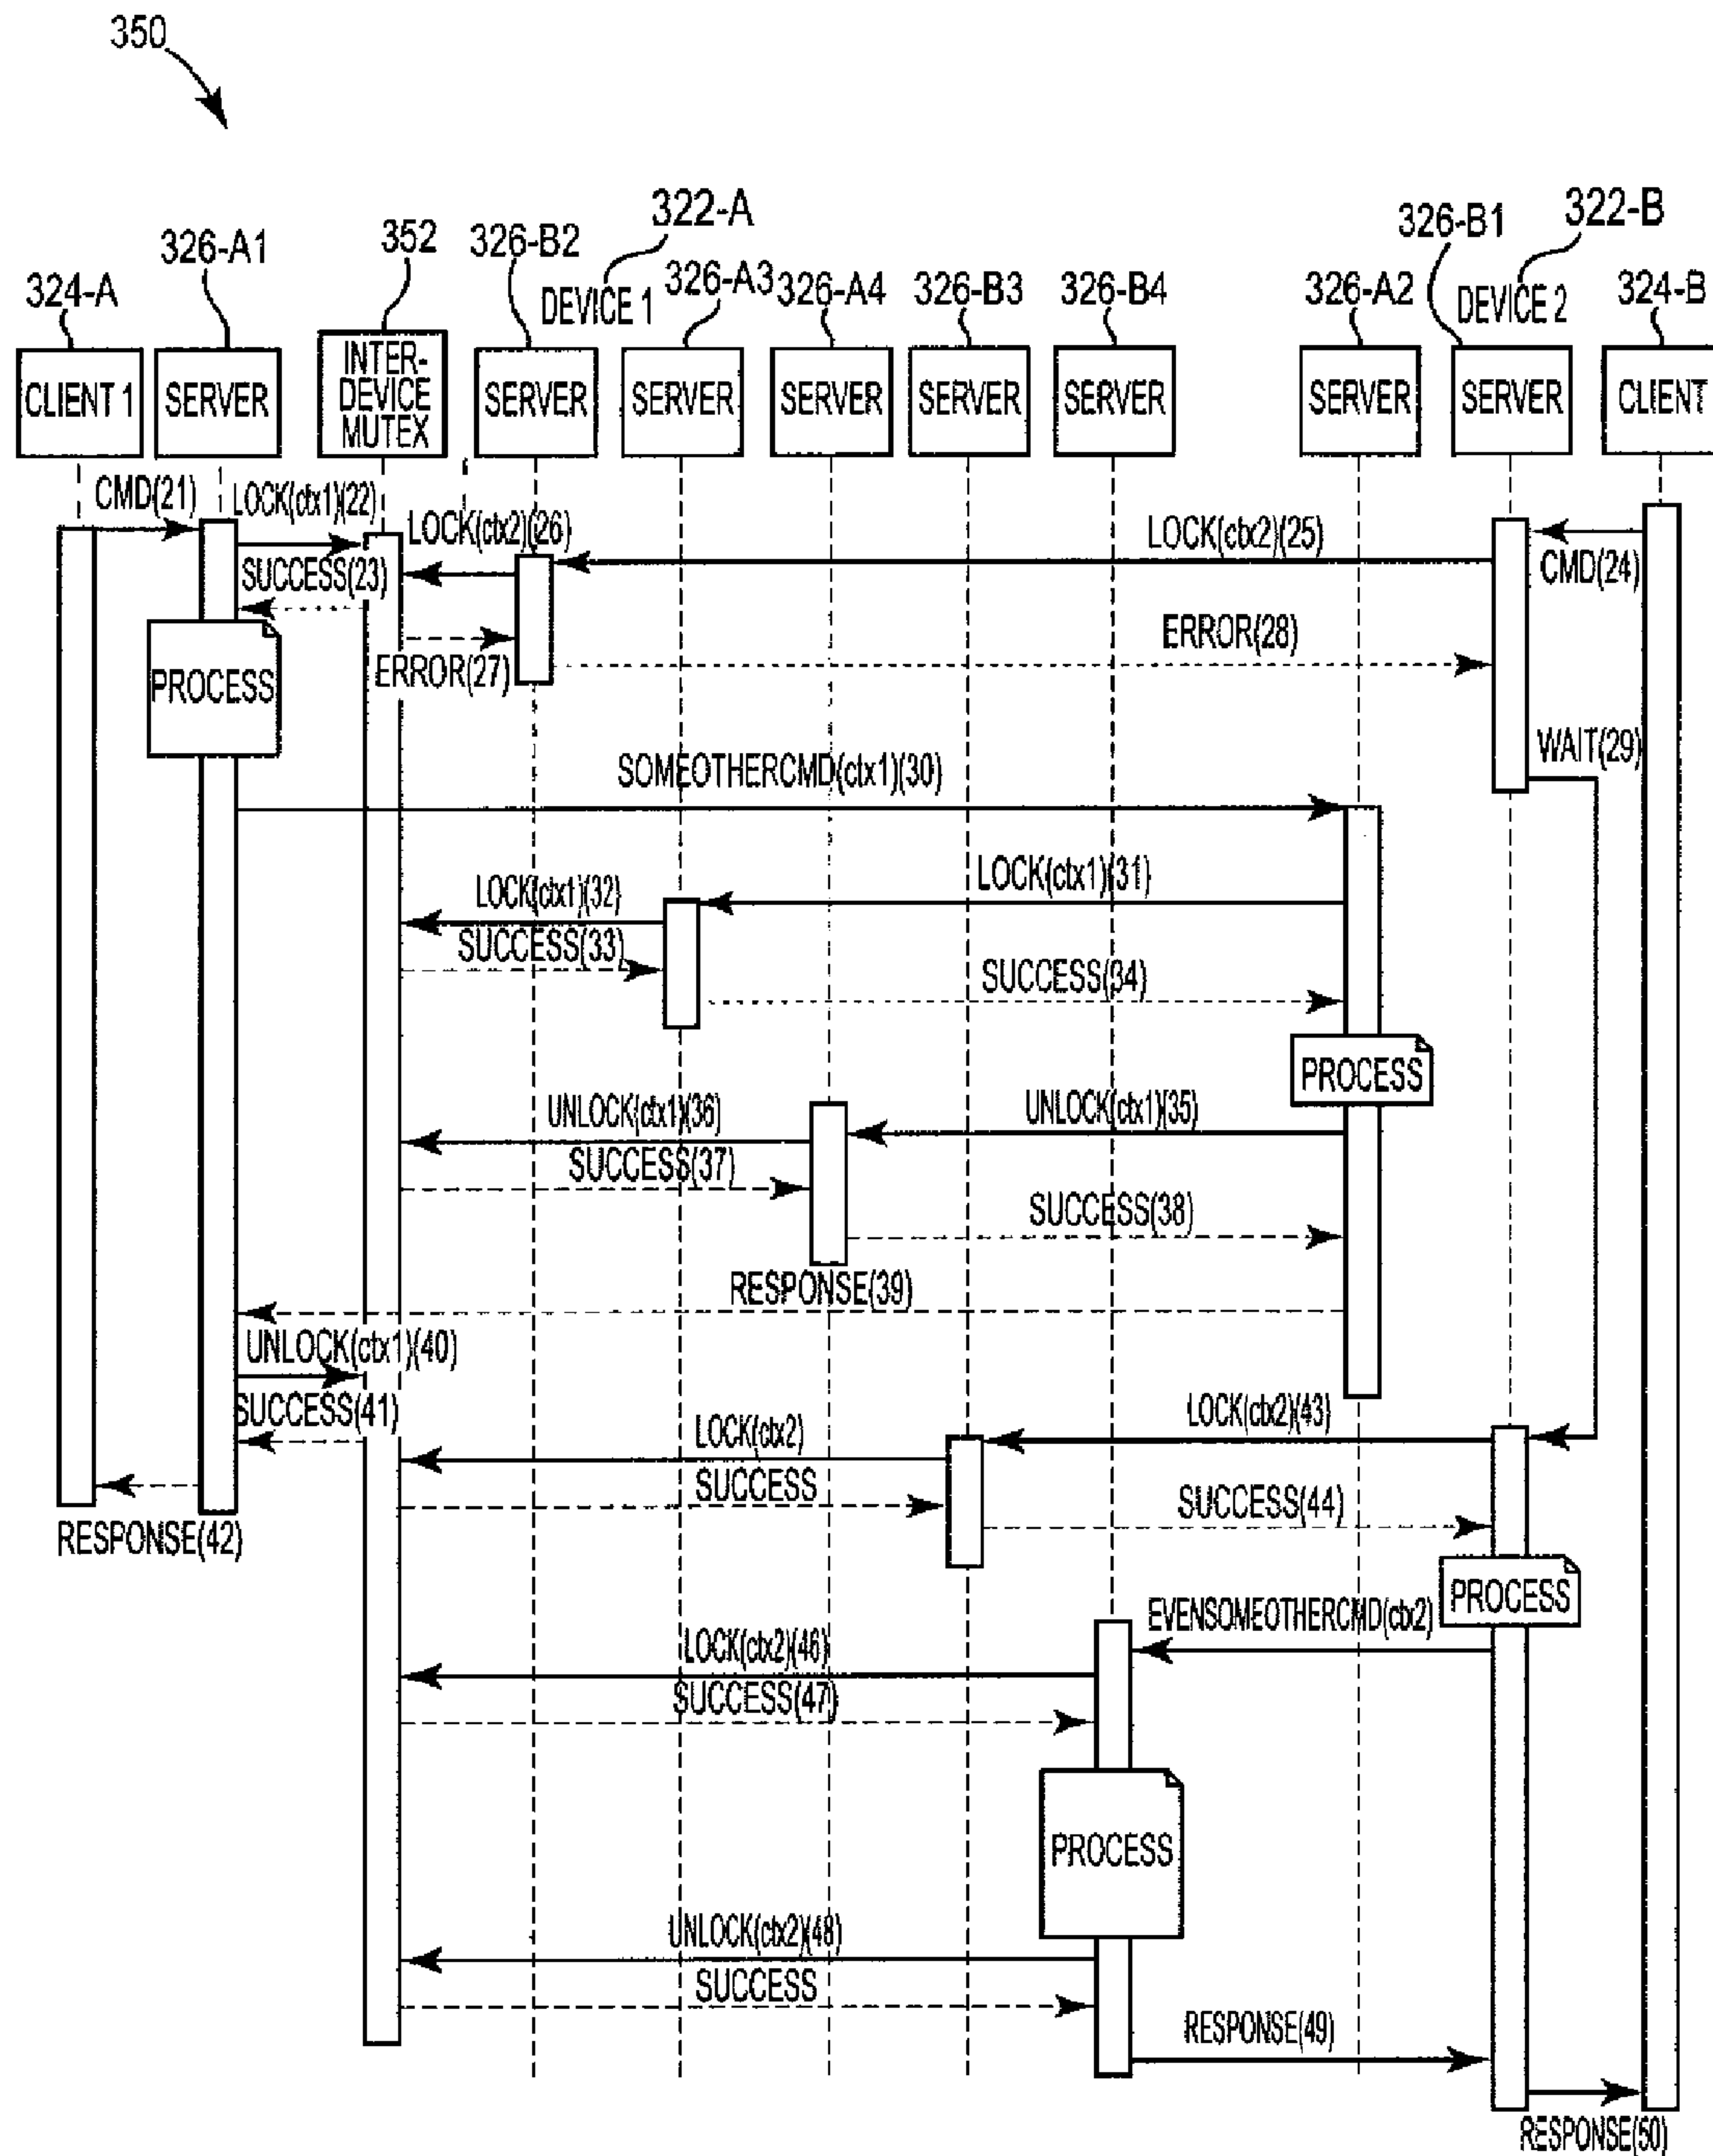 350
322-A
322-B
326-A1
352
326-B2
326-A3
326-B1
324-A
326-A4
326-B3
326-B4
326-A2
324-B
DEVICE 1
DEVICE 2
CLIENT 1
SERVER
INTER-
DEVICE
MUTEX
SERVER
SERVER
SERVER
SERVER
SERVER
SERVER
SERVER
CLIENT
CMD(21)
LOCK(ctx1)(22)
LOCK(ctx2)(26)
LOCK(ctx2)(25)
SUCCESS(23)
CMD(24)
ERROR(28)
ERROR(27)
PROCESS
WAIT(29)
SOMEOTHERCMD(ctx1)(30)
LOCK(ctx1)(31)
LOCK(ctx1)(32)
SUCCESS(33)
SUCCESS(34)
PROCESS
UNLOCK(ctx1)(36)
UNLOCK(ctx1)(35)
SUCCESS(37)
SUCCESS(38)
RESPONSE(39)
UNLOCK(ctx1)(40)
SUCCESS(41)
LOCK(ctx2)(43)
LOCK(ctx2)
SUCCESS
SUCCESS(44)
RESPONSE(42)
PROCESS
EVENSOMEOTHERCMD(ctx2)
LOCK(ctx2)(46)
SUCCESS(47)
PROCESS
UNLOCK(ctx2)(48)
SUCCESS
RESPONSE(49)
RESPONSE(50)